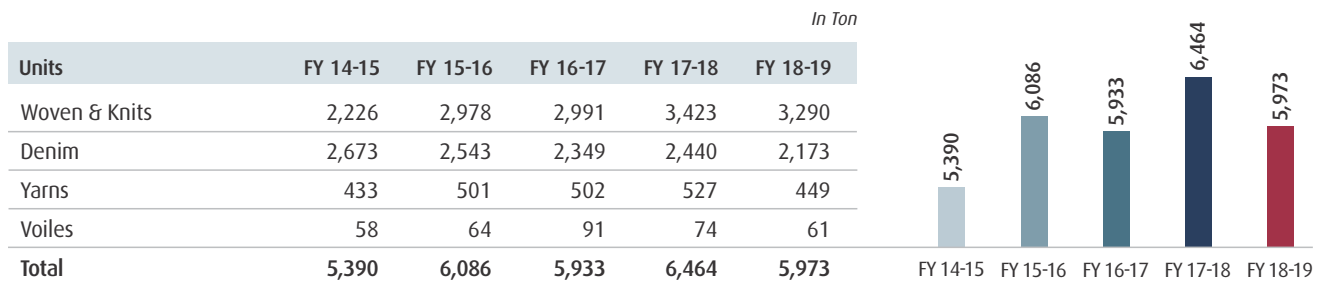 In Ton
Units FY 14-15 FY 15-16 FY 16-17 FY 17-18 FY 18-19
Woven & Knits 2,226 2,978 2,991 3,423 3,290
Denim 2,673 2,543 2,349 2,440 2,173
Yarns 433 501 502 527 449
Voiles 58 64 91 74 61
Total 5,390 6,086 5,933 6,464 5,973
5,390 6,086 5,933 6,464 5,973
FY 14-15 FY 15-16 FY 16-17 FY 17-18 FY 18-19